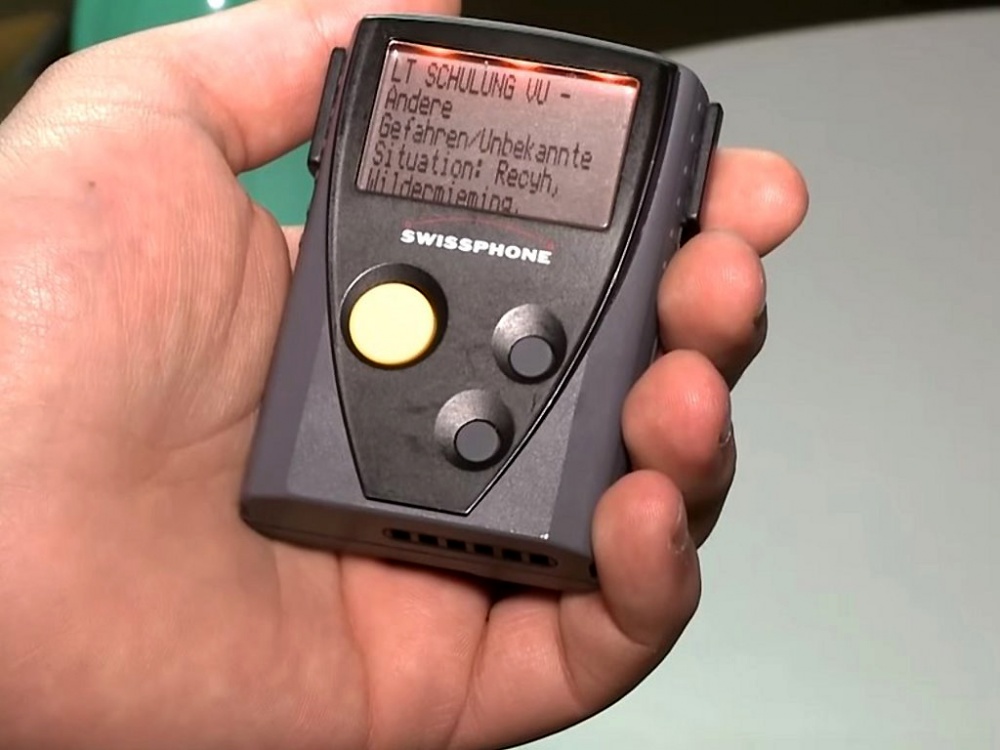 LT SCHULUNG VU -
Andere
Gefahren/Unbekannte
Situation: Recyh,
Wildermieming,
SWISSPHONE